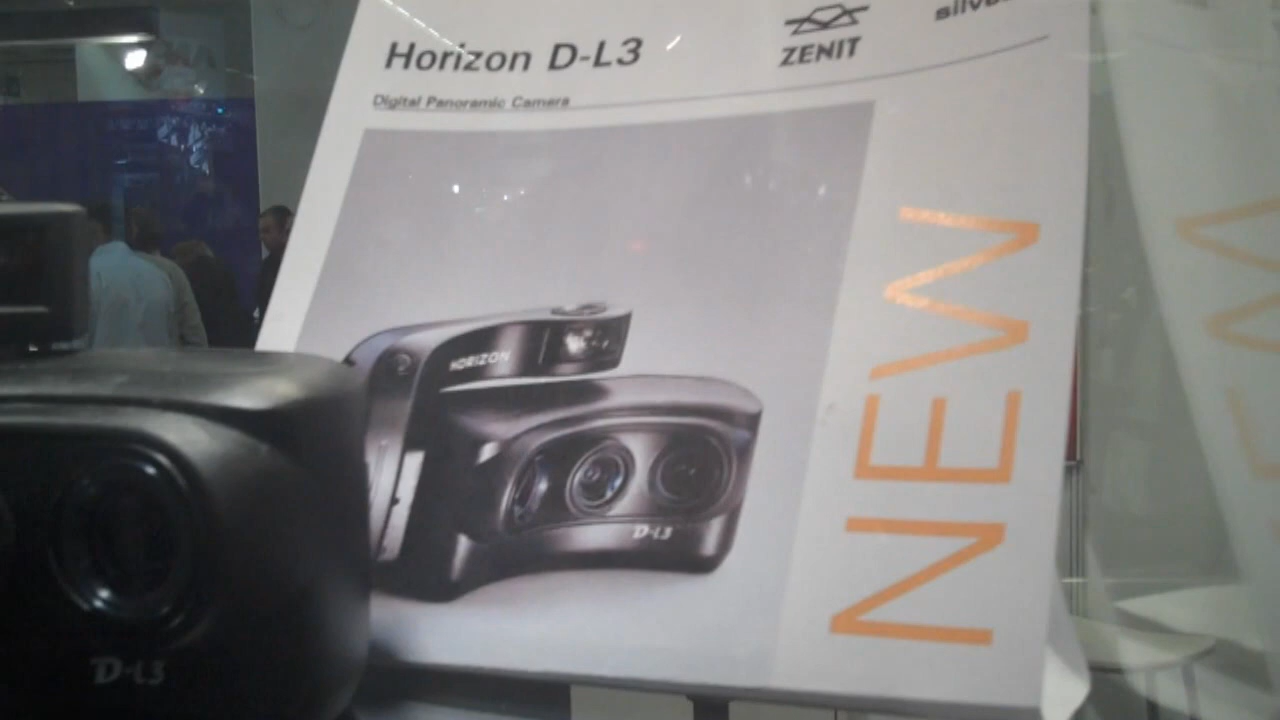 Horizon D-L3
ZENIT
Digital Panoramic Camera
HORIZON
D-L3
NEW
D-L3